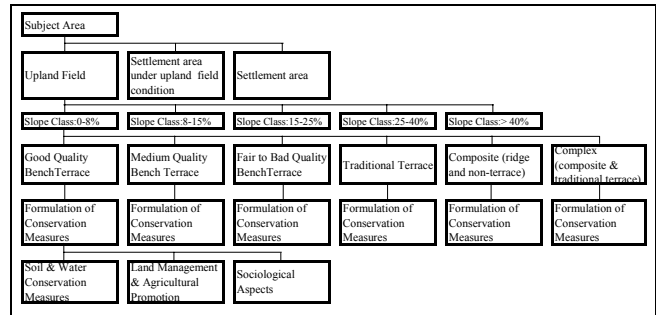 Subject Area
Upland Field
Settlement area
under upland field
condition
Settlement area
Slope Class:0-8%
Slope Class:8-15%
Slope Class:15-25%
Slope Class:25-40%
Slope Class:> 40%
Good Quality
BenchTerrace
Medium Quality
Bench Terrace
Fair to Bad Quality
BenchTerrace
Traditional Terrace
Composite (ridge
and non-terrace)
Complex
(composite &
traditional terrace)
Formulation of
Conservation
Measures
Formulation of
Conservation
Measures
Formulation of
Conservation
Measures
Formulation of
Conservation
Measures
Formulation of
Conservation
Measures
Formulation of
Conservation
Measures
Soil & Water
Conservation
Measures
Land Management
& Agricultural
Promotion
Sociological
Aspects